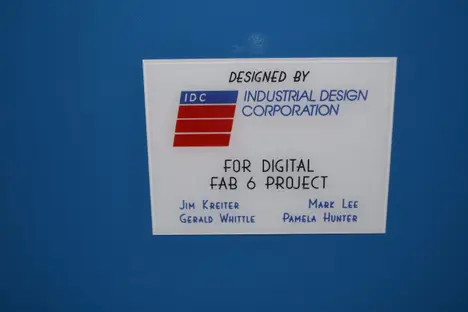 DESIGNED BY
IDC
INDUSTRIAL DESIGN
CORPORATION
FOR DIGITAL
FAB 6 PROJECT
JIM KREITER MARK LEE
GERALD WHITTLE PAMELA HUNTER